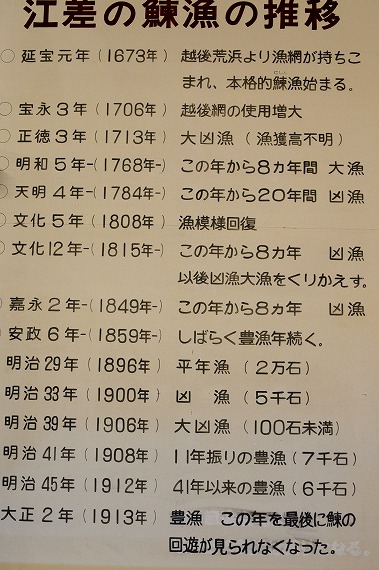 江差の鰊漁の推移
○ 延宝元年（1673年） 越後荒浜より漁網が持ちこ
まれ、本格的鰊漁始まる。
○ 宝永3年（1706年） 越後網の使用増大
○ 正徳3年（1713年） 大凶漁（漁獲高不明）
○ 明和5年-（1768年- この年から8ヵ年間 大漁
○ 天明4年-（1784年- この年から20年間 凶漁
○ 文化5年（1808年） 漁模様回復
○ 文化12年-（1815年- この年から8ヵ年 凶漁
以後凶漁大漁をくりかえす。
○ 嘉永2年-（1849年- この年から8ヵ年 凶漁
○ 安政6年-（1859年- しばらく豊漁年続く。
明治29年（1896年） 平年漁（2万石）
明治33年（1900年） 凶漁（5千石）
明治39年（1906年） 大凶漁（100石未満）
明治41年（1908年） 11年振りの豊漁（7千石）
明治45年（1912年） 41年以来の豊漁（6千石）
大正2年（1913年） 豊漁 この年を最後に鰊の
回遊が見られなくなった。